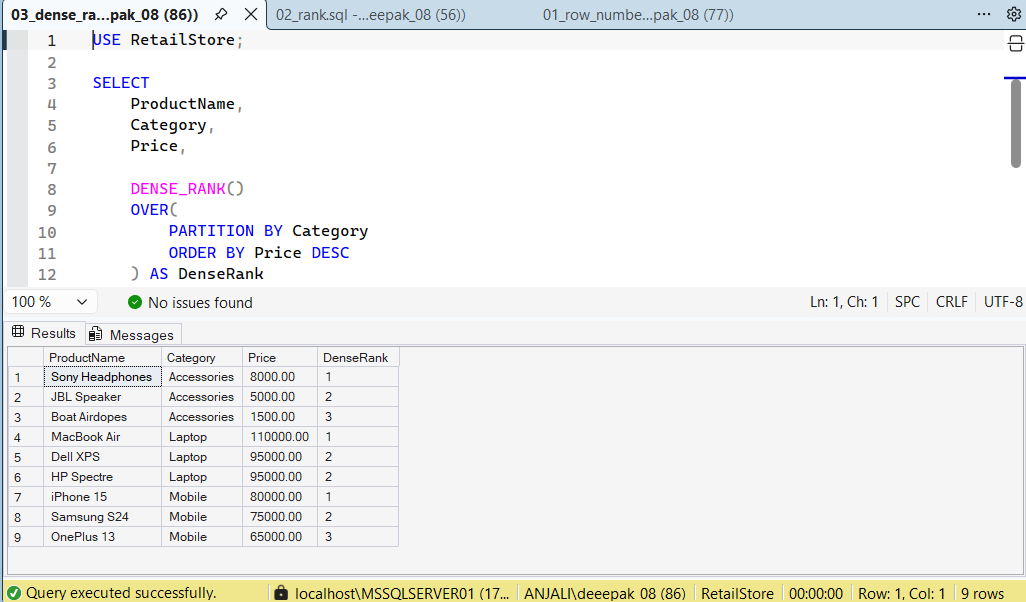 03_dense_ra...pak_08 (86))
02_rank.sql -...eepak_08 (56))
01_row_numbe...pak_08 (77))
1 USE RetailStore;
2
3 SELECT
4 ProductName,
5 Category,
6 Price,
7
8 DENSE_RANK()
9 OVER(
10 PARTITION BY Category
11 ORDER BY Price DESC
12 ) AS DenseRank
100 % No issues found Ln: 1, Ch: 1 SPC CRLF UTF-8
Results Messages
ProductName Category Price DenseRank
1 Sony Headphones Accessories 8000.00 1
2 JBL Speaker Accessories 5000.00 2
3 Boat Airdopes Accessories 1500.00 3
4 MacBook Air Laptop 110000.00 1
5 Dell XPS Laptop 95000.00 2
6 HP Spectre Laptop 95000.00 2
7 iPhone 15 Mobile 80000.00 1
8 Samsung S24 Mobile 75000.00 2
9 OnePlus 13 Mobile 65000.00 3
Query executed successfully. localhost\MSSQLSERVER01 (17... ANJALI\deeepak_08 (86) RetailStore 00:00:00 Row: 1, Col: 1 9 rows